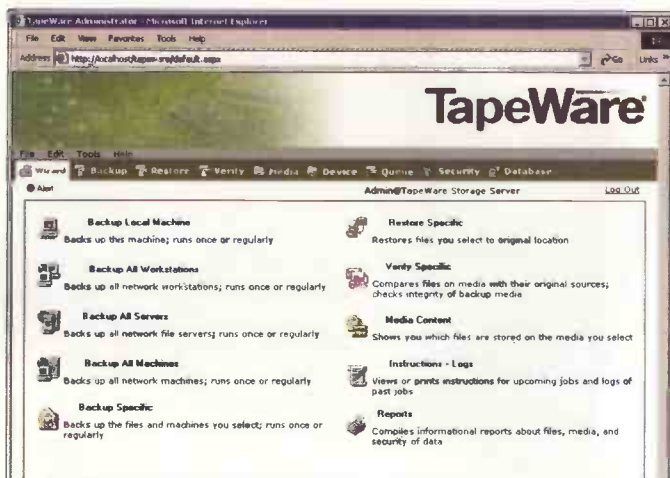 TapeWare Administrator - Microsoft Internet Explorer
File Edit View Favorites Tools Help
Address http://localhost/tapeware/default.aspx Go Links »
TapeWare®
File Edit Tools Help
Wizard Backup Restore Verify Media Device Queue Security Database
Alert Admin@TapeWare Storage Server Log Out
Backup Local Machine
Backs up this machine; runs once or regularly
Backup All Workstations
Backs up all network workstations; runs once or regularly
Backup All Servers
Backs up all network file servers; runs once or regularly
Backup All Machines
Backs up all network machines; runs once or regularly
Backup Specific
Backs up the files and machines you select; runs once or
regularly
Restore Specific
Restores files you select to original location
Verify Specific
Compares files on media with their original sources;
checks integrity of backup media
Media Content
Shows you which files are stored on the media you select
Instructions - Logs
Views or prints instructions for upcoming jobs and logs of
past jobs
Reports
Compiles informational reports about files, media, and
security of data